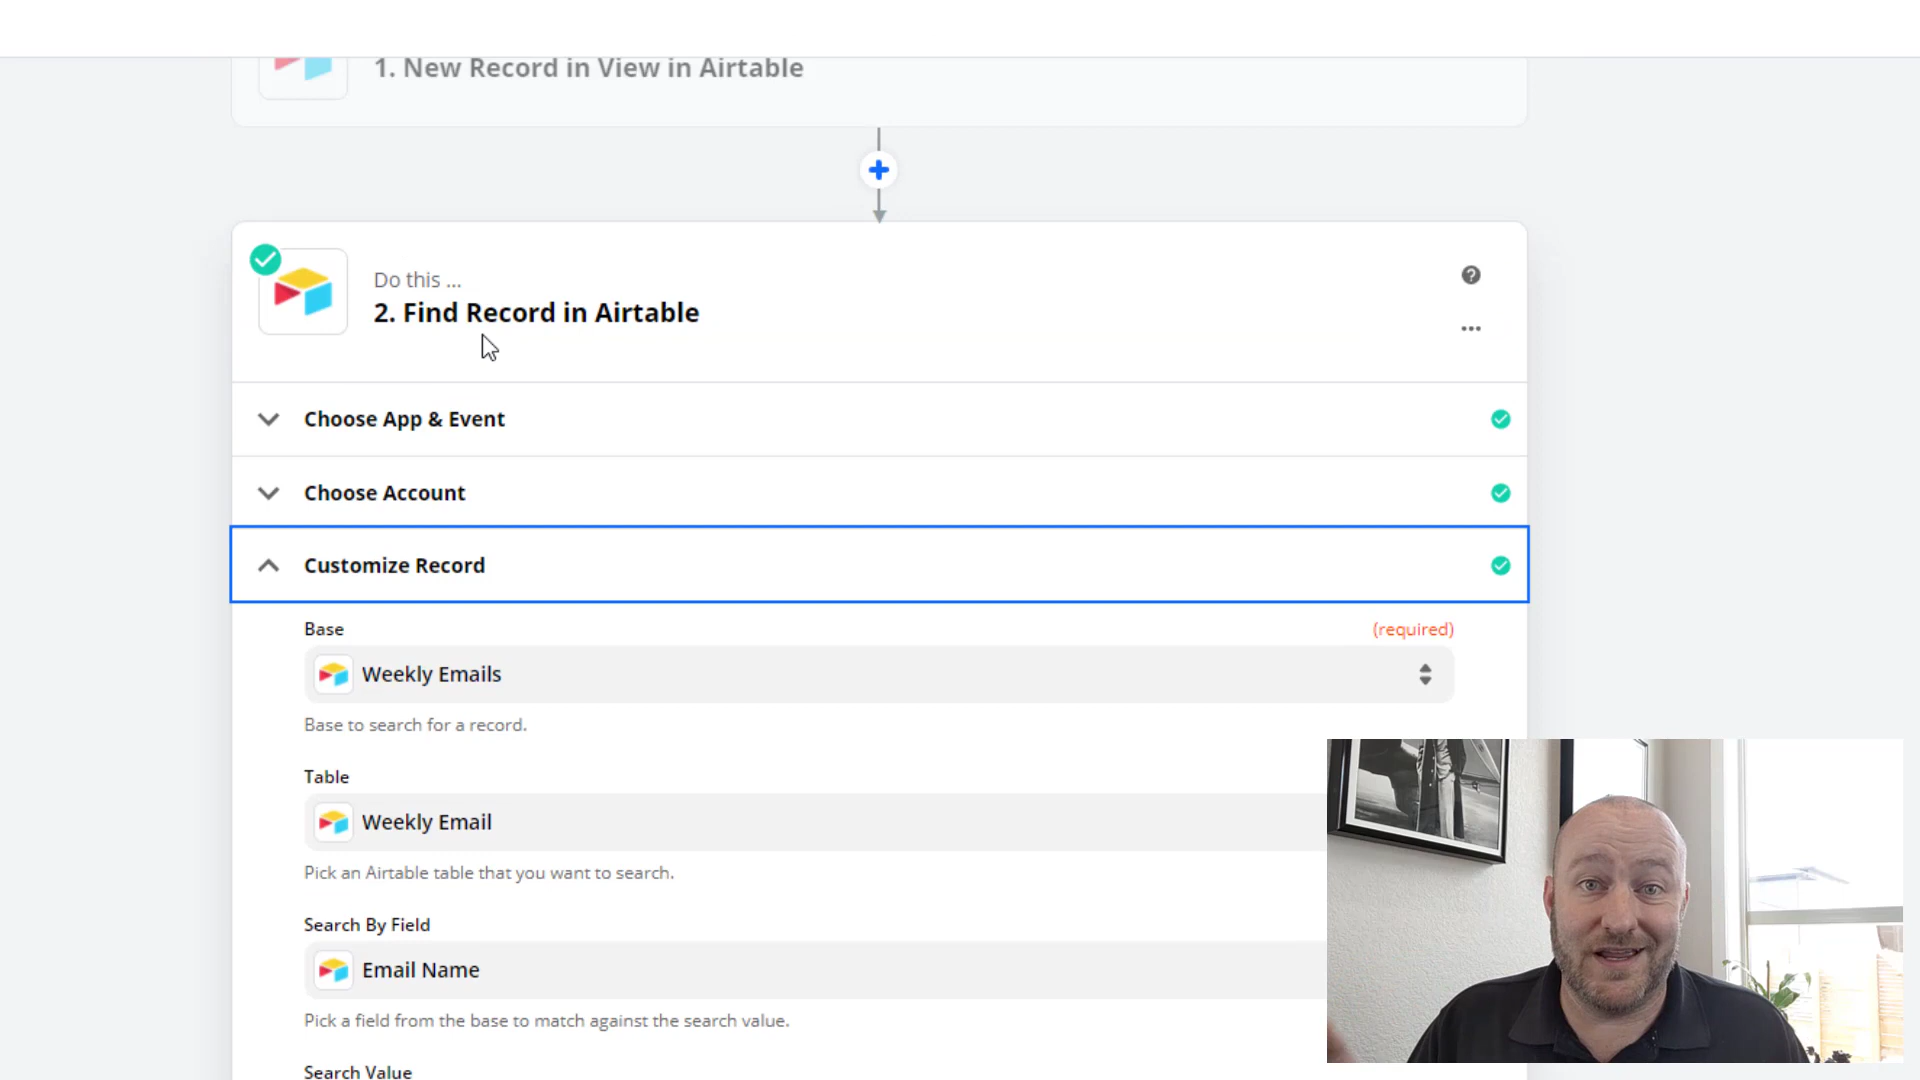 1. New Record in View in Airtable
Do this ...
2. Find Record in Airtable
Choose App & Event
Choose Account
Customize Record
Base
(required)
Weekly Emails
Base to search for a record.
Table
Weekly Email
Pick an Airtable table that you want to search.
Search By Field
Email Name
Pick a field from the base to match against the search value.
Search Value